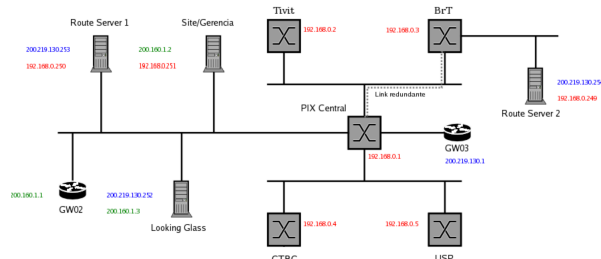 Tivit
BrT
Route Server 1
Site/Gerencia
192.168.0.2
192.168.0.3
200.219.130.253
200.160.1.2
192.168.0.250
192.168.0.251
200.219.130.25
192.168.0.249
Link redundante
Route Server 2
PIX Central
GW03
192.168.0.1
200.219.130.1
200.160.1.1
200.219.130.252
200.160.1.3
GW02
Looking Glass
192.168.0.4
192.168.0.5
CTBC
USP